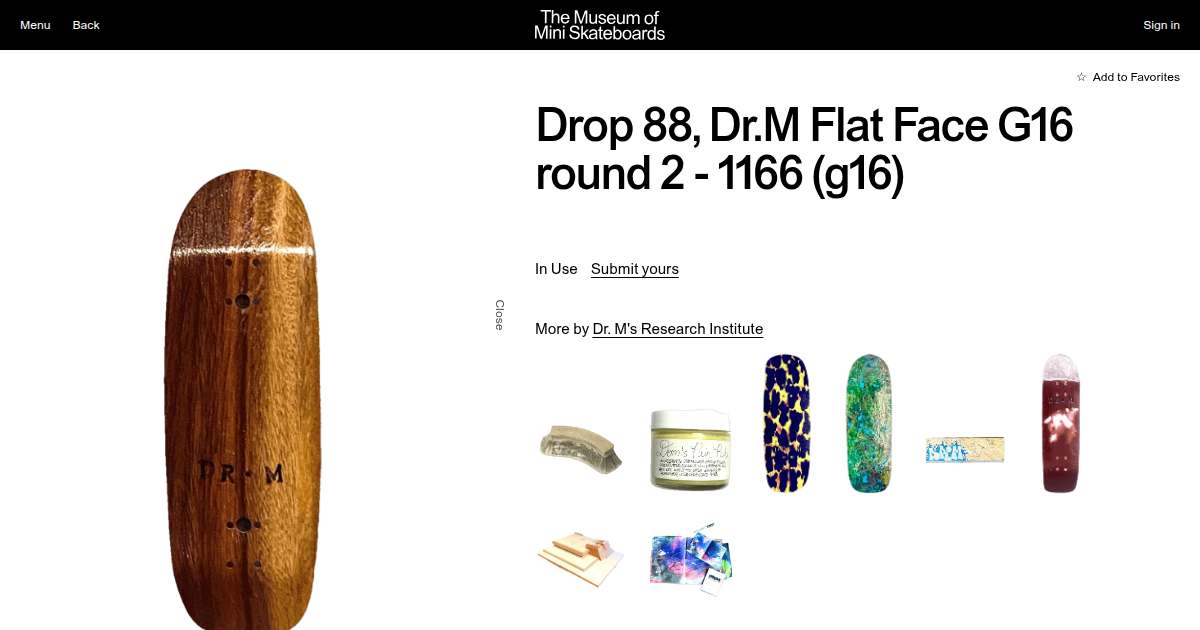 Menu
Back
The Museum of
Mini Skateboards
Sign in
☆ Add to Favorites
Drop 88, Dr.M Flat Face G16
round 2 - 1166 (g16)
In Use
Submit yours
Close
More by Dr. M's Research Institute
DR.M